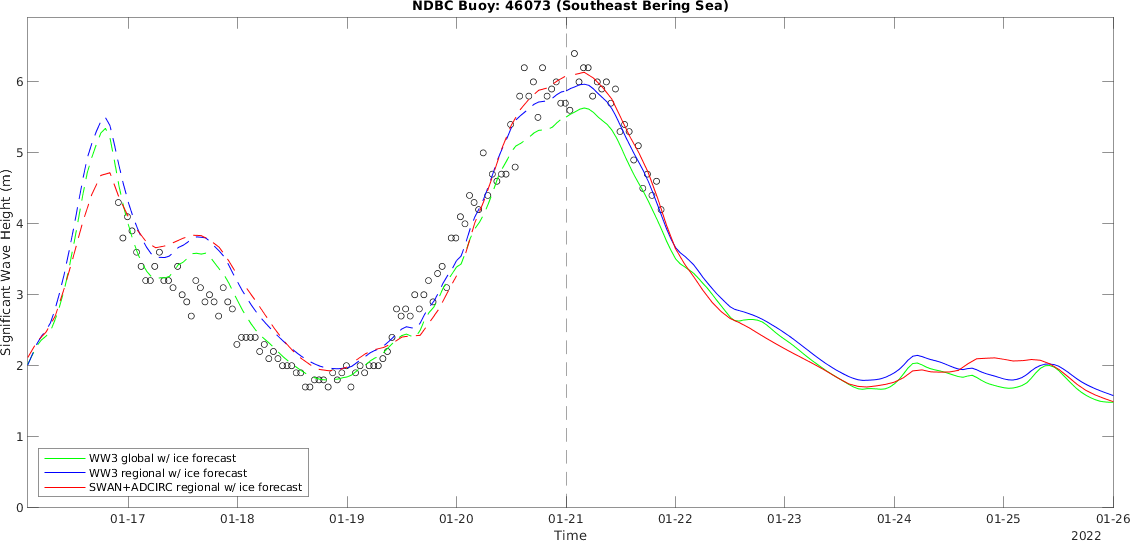 NDBC Buoy: 46073 (Southeast Bering Sea)
Significant Wave Height (m)
6
5
4
3
2
1
0
WW3 global w/ ice forecast
WW3 regional w/ ice forecast
SWAN+ADCIRC regional w/ ice forecast
01-17 01-18 01-19 01-20 01-21 01-22 01-23 01-24 01-25 01-26
Time
2022